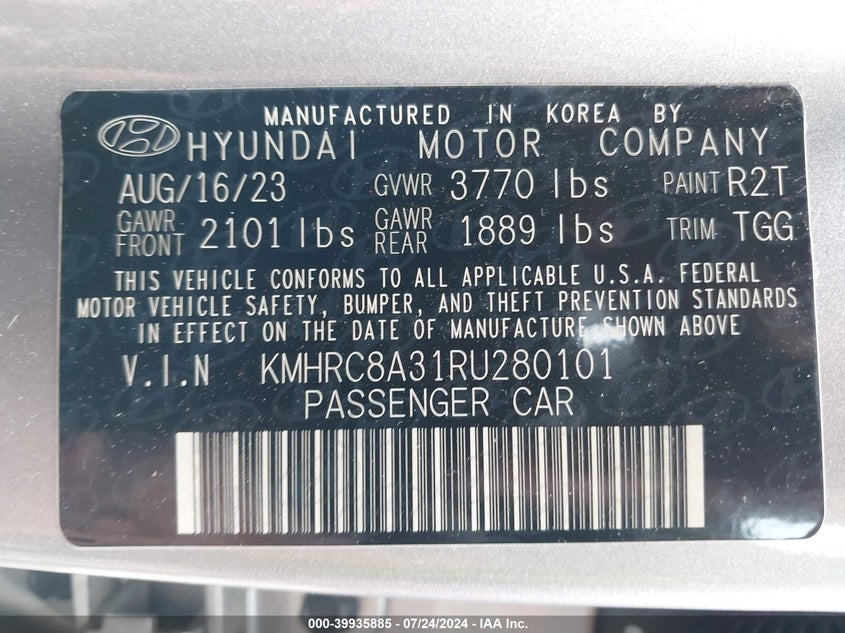 MANUFACTURED IN KOREA BY
HYUNDAI MOTOR COMPANY
AUG/16/23 GVWR 3770 lbs PAINT R2T
GAWR FRONT 2101 lbs GAWR REAR 1889 lbs TRIM TGG
THIS VEHICLE CONFORMS TO ALL APPLICABLE U.S.A. FEDERAL
MOTOR VEHICLE SAFETY, BUMPER, AND THEFT PREVENTION STANDARDS
IN EFFECT ON THE DATE OF MANUFACTURE SHOWN ABOVE
V.I.N KMHRC8A31RU280101
PASSENGER CAR
000-39935885 / 07/24/2024 - IAA Inc.